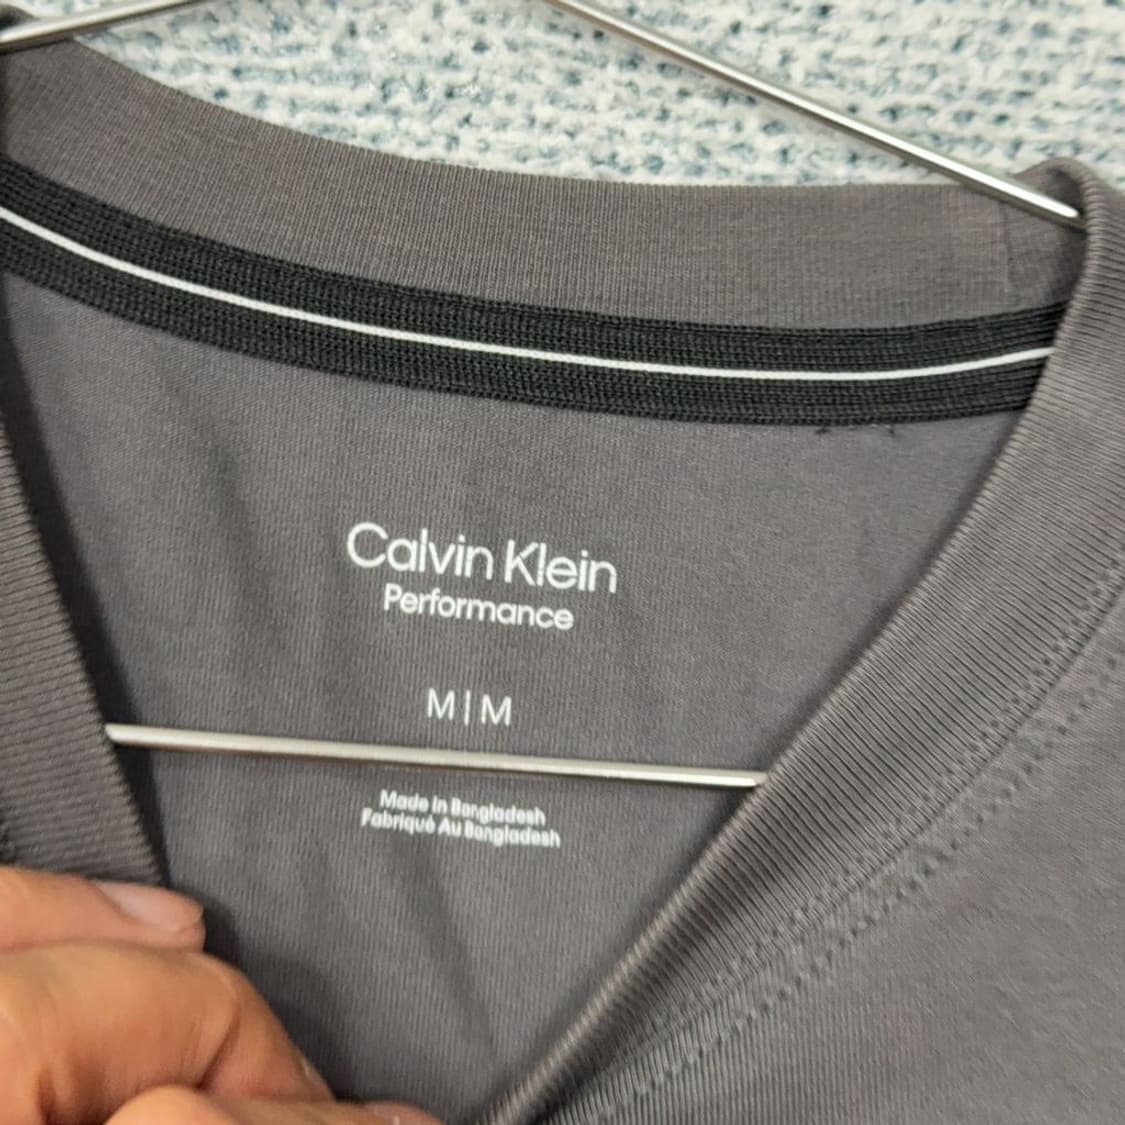 Calvin Klein
Performance
M|M
Made In Bangladesh
Fabriqué Au Bangladesh